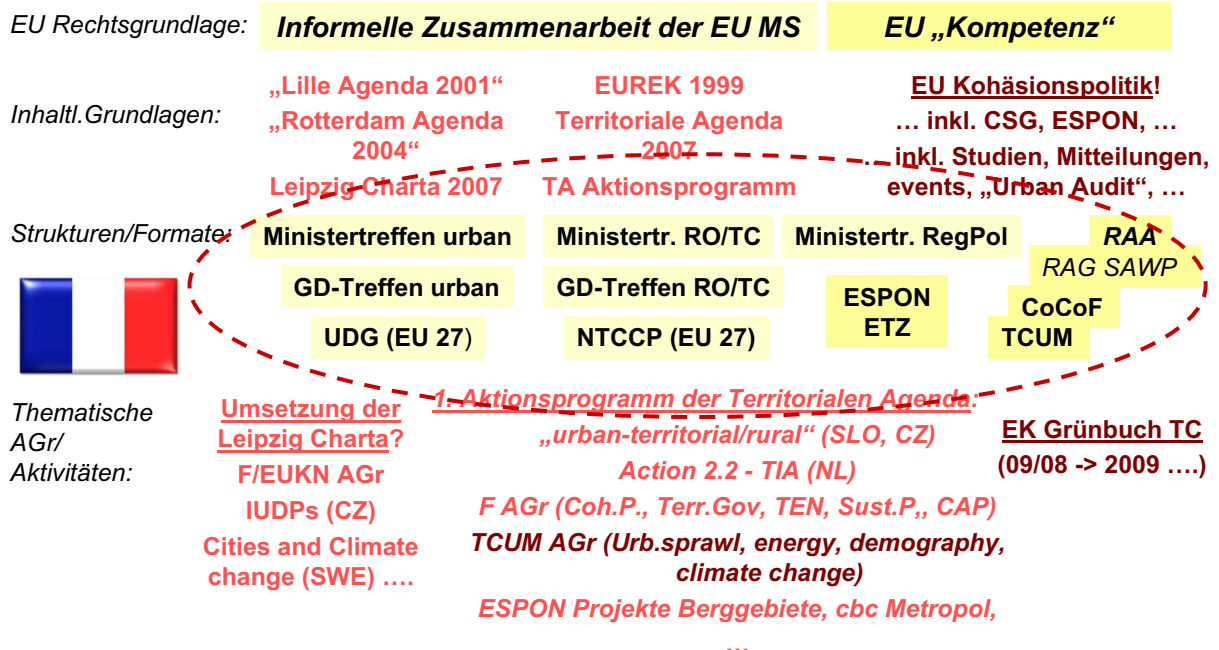 EU Rechtsgrundlage: Informelle Zusammenarbeit der EU MS EU „Kompetenz“
Inhaltl.Grundlagen:
„Lille Agenda 2001“
„Rotterdam Agenda
2004“
Leipzig Charta 2007
EUREK 1999
Territoriale Agenda
2007
TA Aktionsprogramm
EU Kohäsionspolitik!
… inkl. CSG, ESPON, …
… inkl. Studien, Mitteilungen,
events, „Urban Audit“, …
Strukturen/Formate:
Ministertreffen urban
GD-Treffen urban
UDG (EU 27)
Ministertr. RO/TC
GD-Treffen RO/TC
NTCCP (EU 27)
Ministertr. RegPol
ESPON
ETZ
RAA
RAG SAWP
CoCoF
TCUM
Thematische
AGr/
Aktivitäten:
Umsetzung der
Leipzig Charta?
F/EUKN AGr
IUDPs (CZ)
Cities and Climate
change (SWE) ….
1. Aktionsprogramm der Territorialen Agenda:
„urban-territorial/rural“ (SLO, CZ)
Action 2.2 - TIA (NL)
F AGr (Coh.P., Terr.Gov, TEN, Sust.P,, CAP)
TCUM AGr (Urb.sprawl, energy, demography,
climate change)
ESPON Projekte Berggebiete, cbc Metropol,
…
EK Grünbuch TC
(09/08 -> 2009 ….)